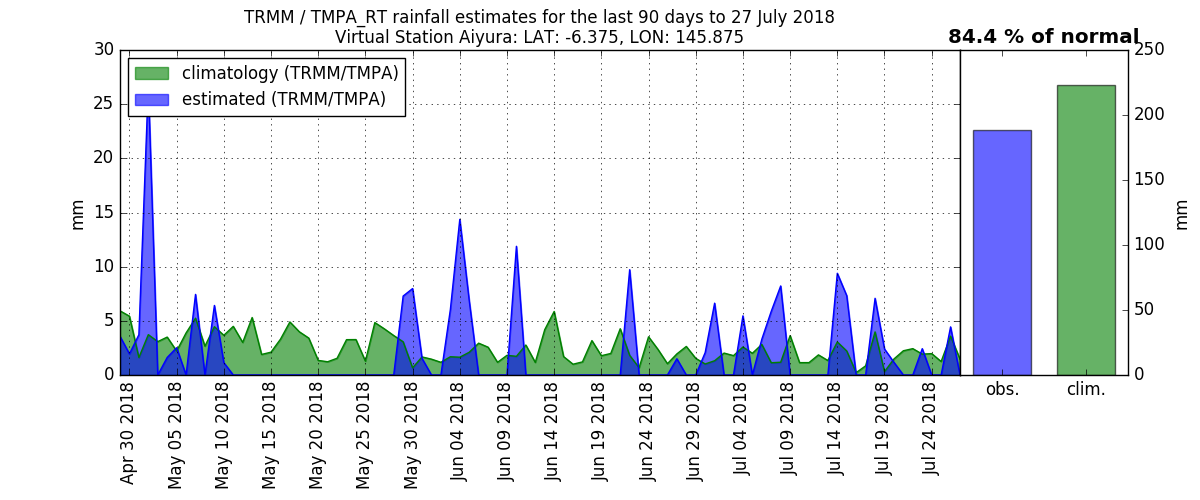 TRMM / TMPA_RT rainfall estimates for the last 90 days to 27 July 2018
Virtual Station Aiyura: LAT: -6.375, LON: 145.875
84.4 % of normal
climatology (TRMM/TMPA)
estimated (TRMM/TMPA)
30
25
20
15
10
5
0
mm
250
200
150
100
50
0
mm
Apr 30 2018
May 05 2018
May 10 2018
May 15 2018
May 20 2018
May 25 2018
May 30 2018
Jun 04 2018
Jun 09 2018
Jun 14 2018
Jun 19 2018
Jun 24 2018
Jun 29 2018
Jul 04 2018
Jul 09 2018
Jul 14 2018
Jul 19 2018
Jul 24 2018
obs.
clim.